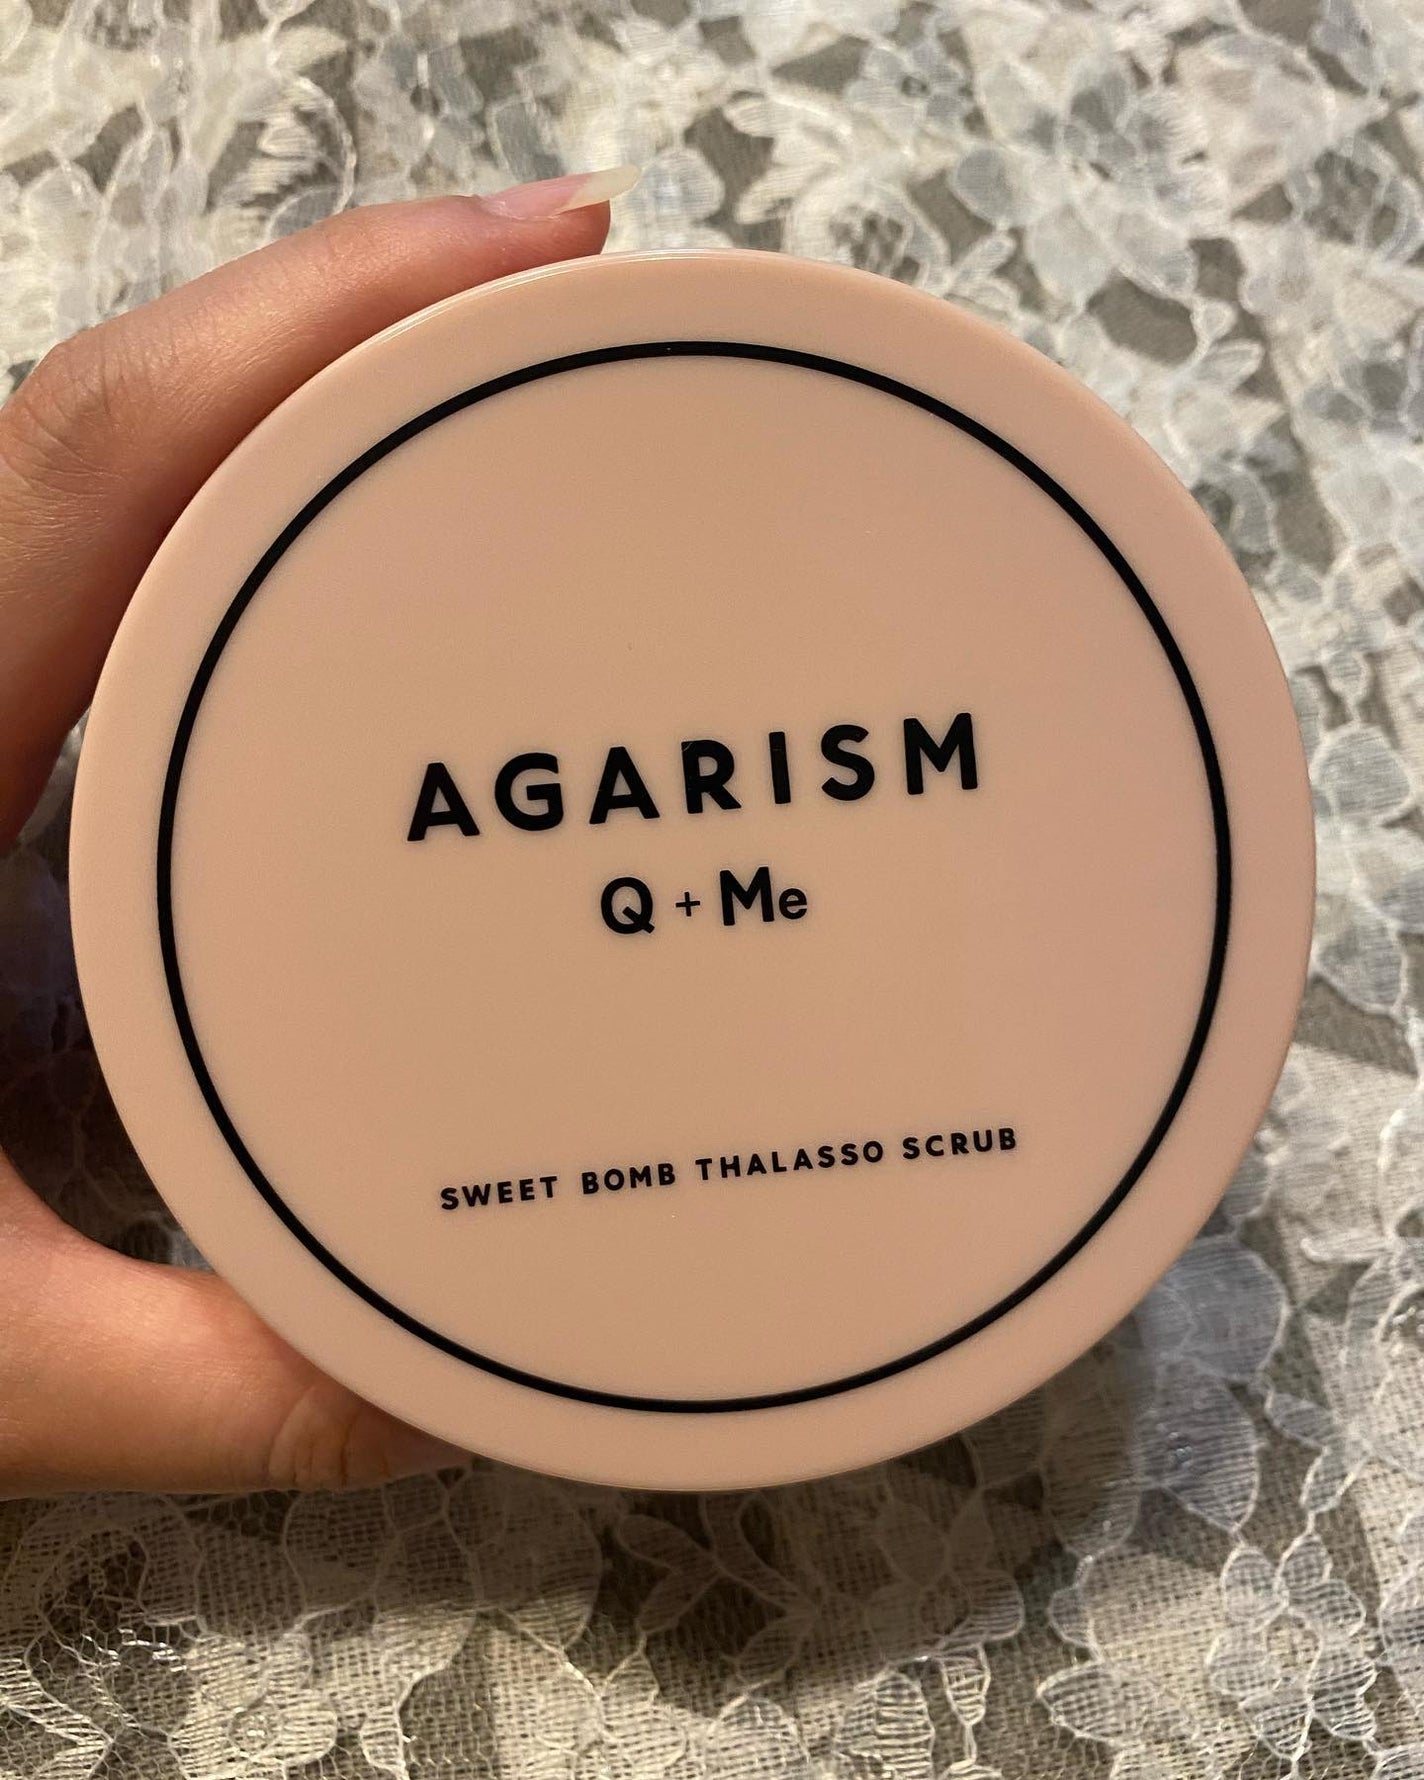 AGARISM
Q + Me
SWEET BOMB THALASSO SCRUB